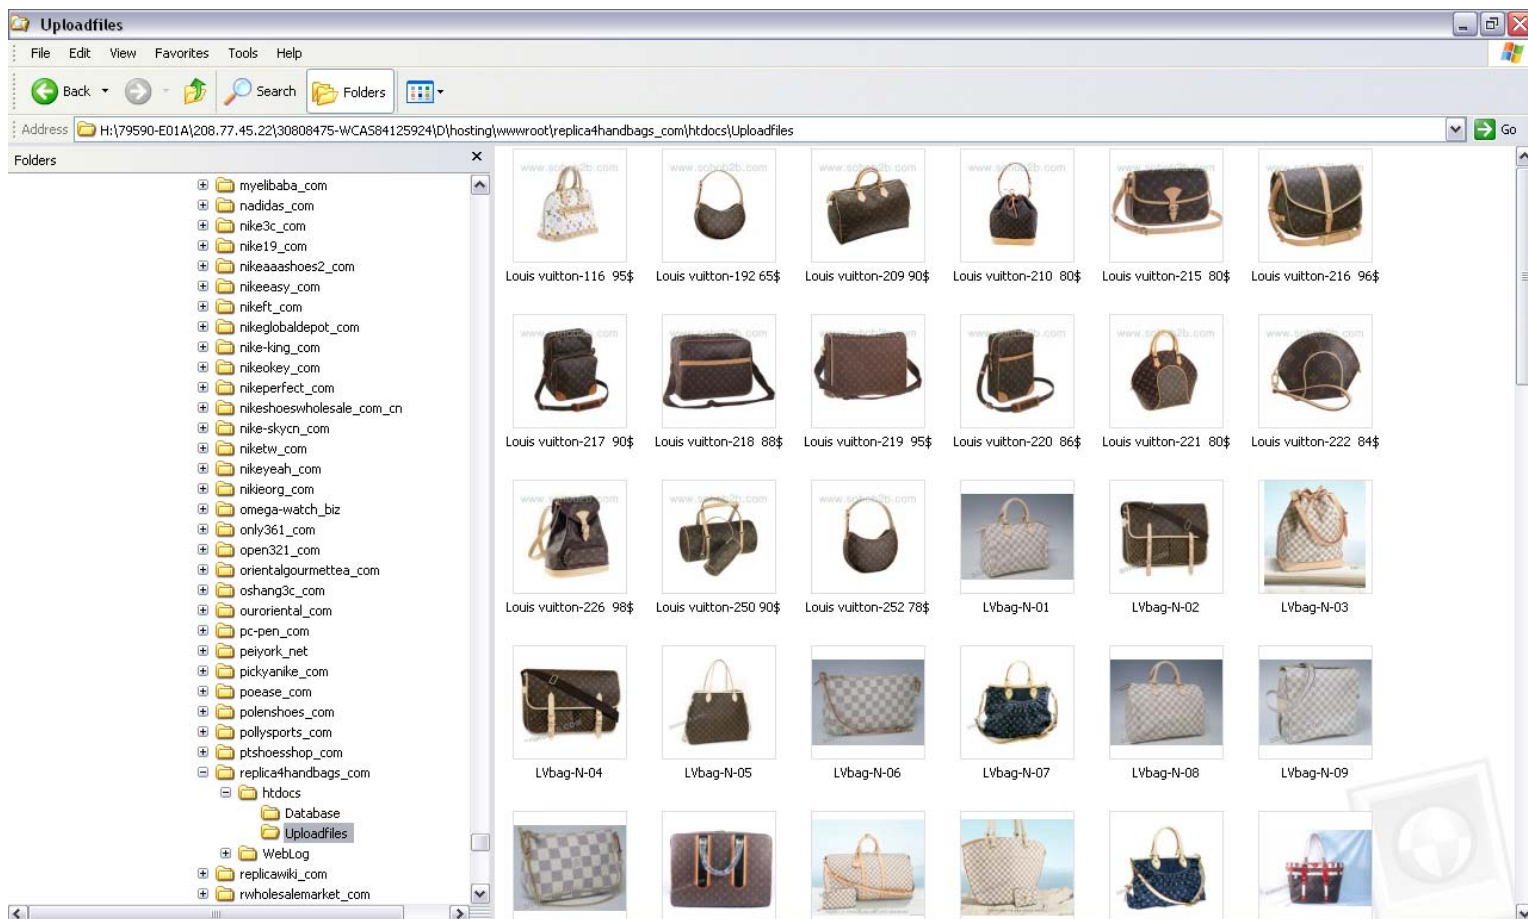 Uploadfiles
File Edit View Favorites Tools Help
Back Search Folders
Address H:\79590-E01A\208.77.45.22\30808475-WCAS84125924\D\hosting\wwwroot\replica4handbags_com\htdocs\Uploadfiles Go
Folders
myelibaba_com
nadidas_com
nike3c_com
nike19_com
nikeaaashoes2_com
nikeeasy_com
nikeft_com
nikeglobaldepot_com
nike-king_com
nikeokey_com
nikeperfect_com
nikeshoeswholesale_com_cn
nike-skycn_com
niketw_com
nikeyeah_com
nikieorg_com
omega-watch_biz
only361_com
open321_com
orientalgourmettea_com
oshang3c_com
ouroriental_com
pc-pen_com
peiyork_net
pickyanike_com
poease_com
polenshoes_com
pollysports_com
ptshoesshop_com
replica4handbags_com
htdocs
Database
Uploadfiles
WebLog
replicawiki_com
rwholesalemarket_com
Louis vuitton-116 95$ Louis vuitton-192 65$ Louis vuitton-209 90$ Louis vuitton-210 80$ Louis vuitton-215 80$ Louis vuitton-216 96$
Louis vuitton-217 90$ Louis vuitton-218 88$ Louis vuitton-219 95$ Louis vuitton-220 86$ Louis vuitton-221 80$ Louis vuitton-222 84$
Louis vuitton-226 98$ Louis vuitton-250 90$ Louis vuitton-252 78$ LVbag-N-01 LVbag-N-02 LVbag-N-03
LVbag-N-04 LVbag-N-05 LVbag-N-06 LVbag-N-07 LVbag-N-08 LVbag-N-09